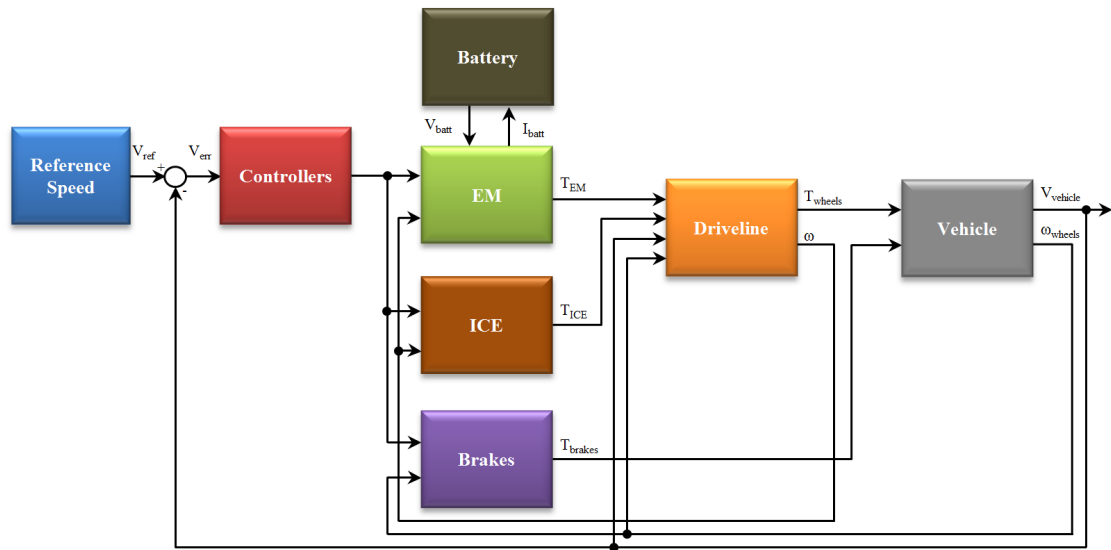 Battery
V_batt
I_batt
Reference
Speed
V_ref
+
-
V_err
Controllers
EM
T_EM
Driveline
T_wheels
ω
Vehicle
V_vehicle
ω_wheels
ICE
T_ICE
Brakes
T_brakes